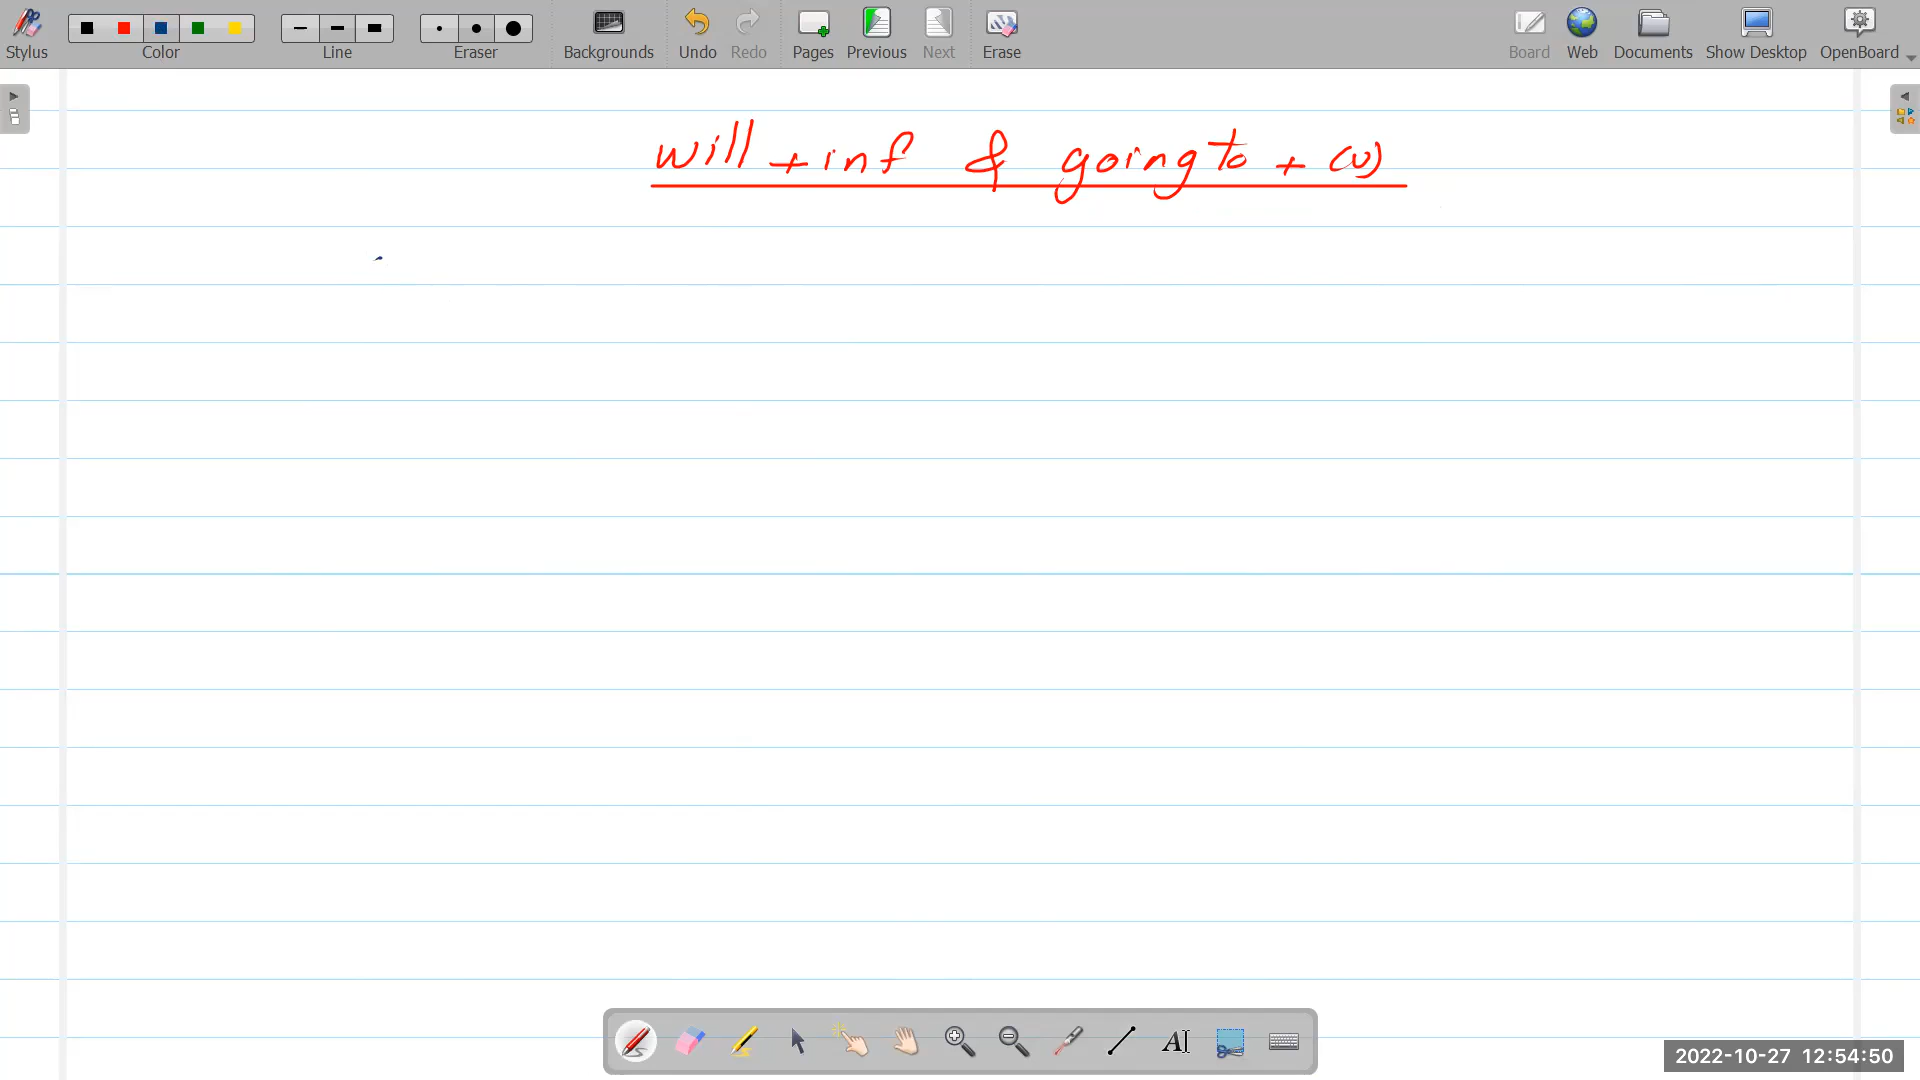 Stylus Color Line Eraser Backgrounds Undo Redo Pages Previous Next Erase Board Web Documents Show Desktop OpenBoard
will + inf & going to + (v)
2022-10-27 12:54:50